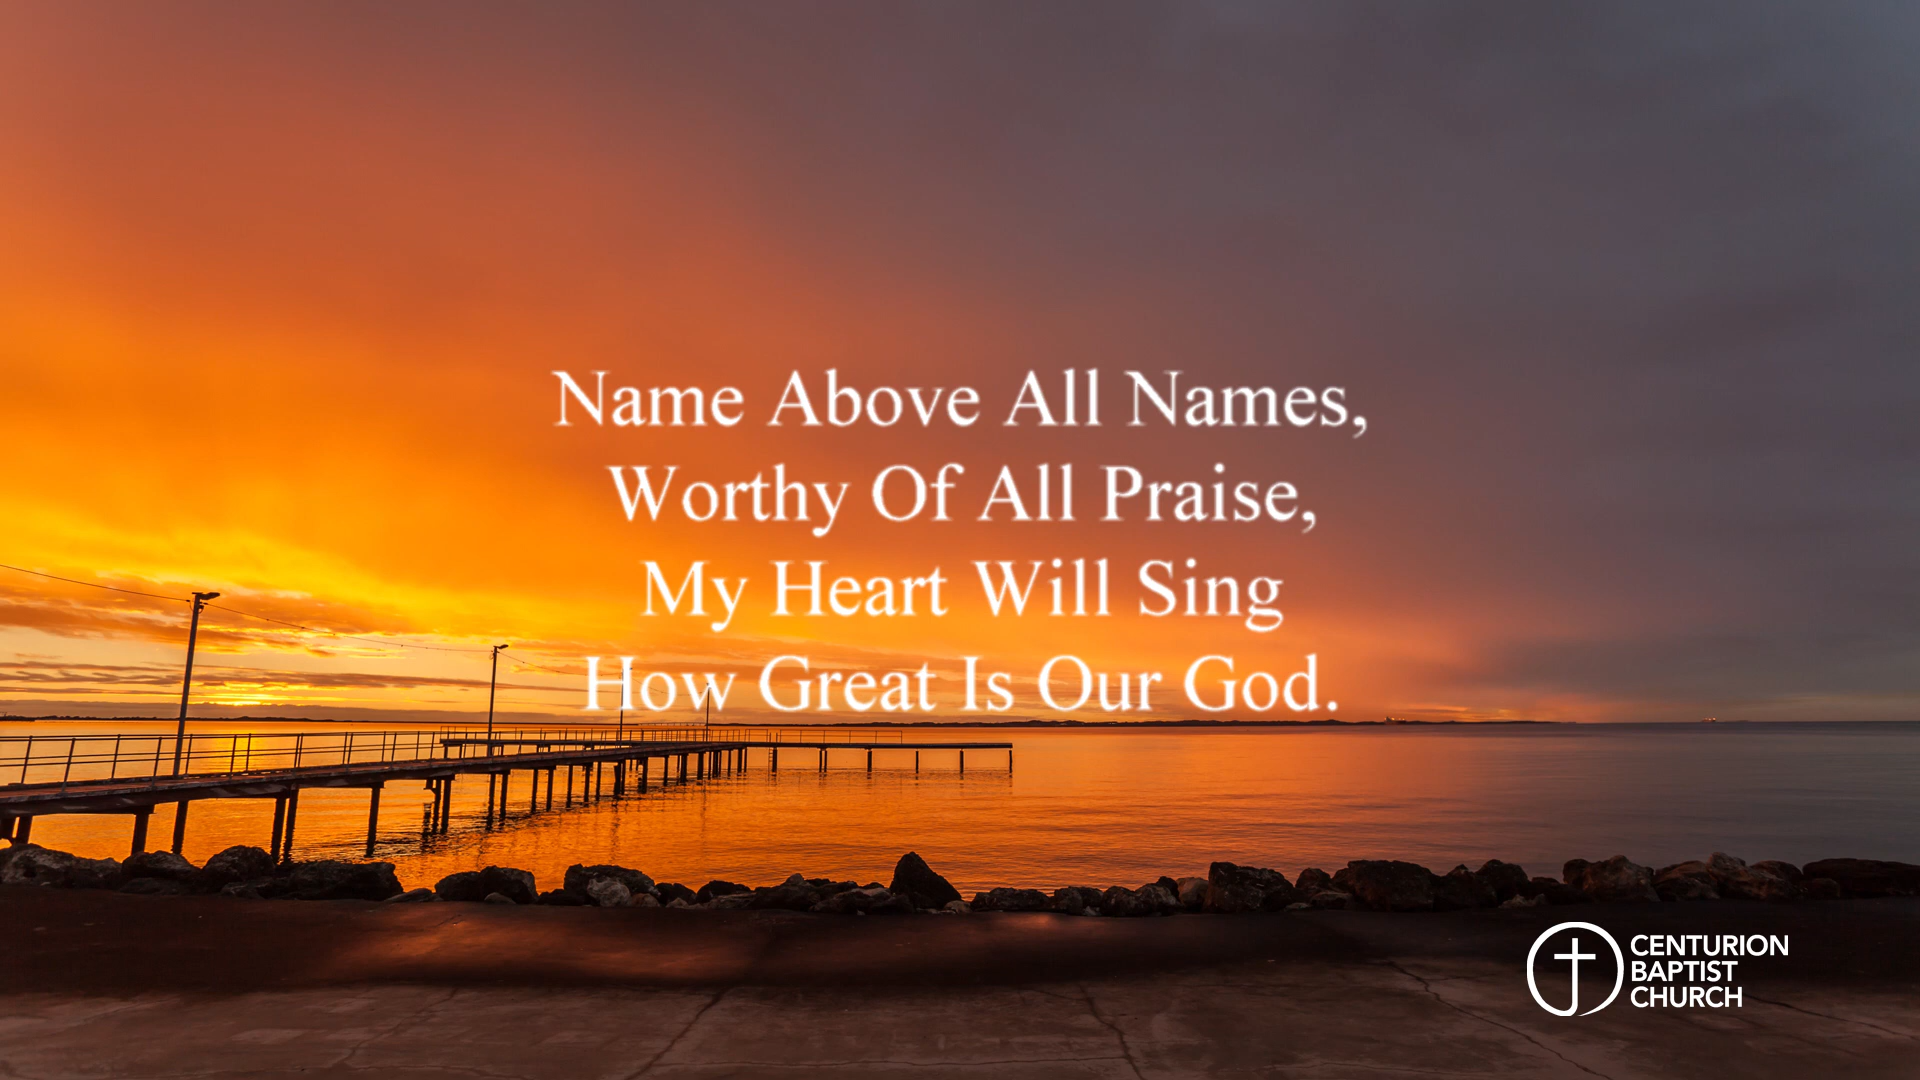 Name Above All Names,
Worthy Of All Praise,
My Heart Will Sing
How Great Is Our God.
CENTURION
BAPTIST
CHURCH